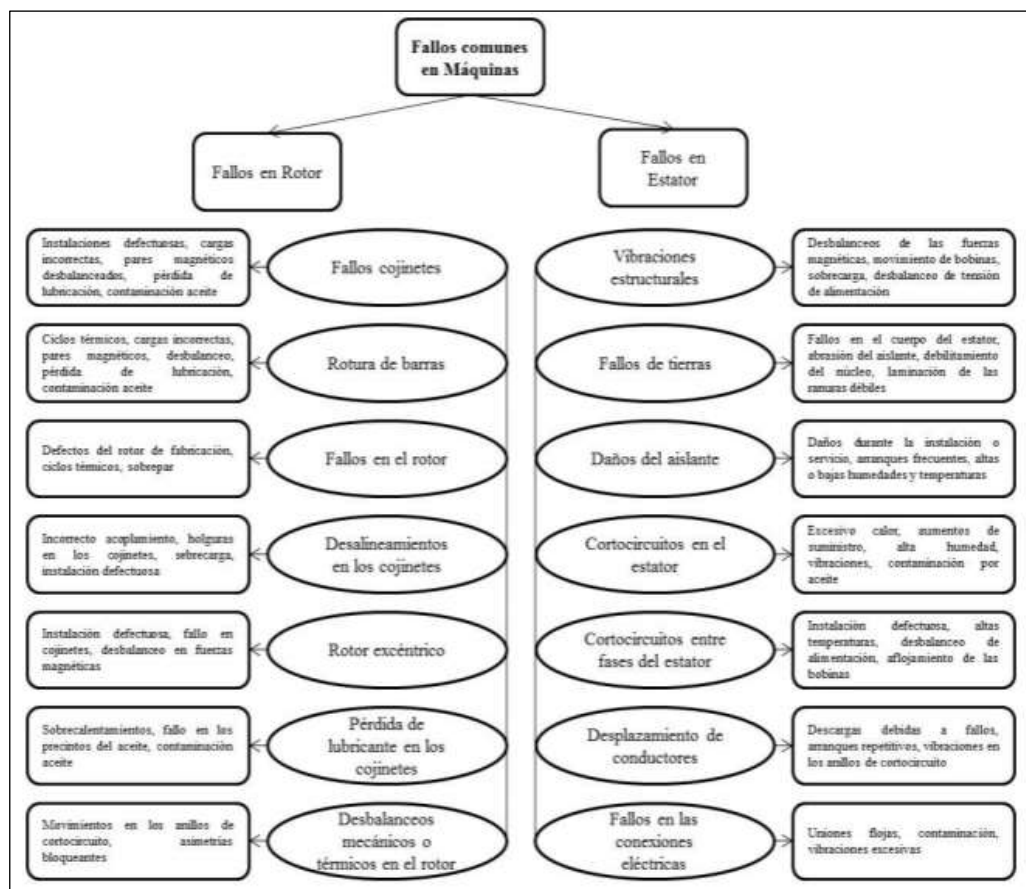 Fallos comunes
en Máquinas
Fallos en Rotor
Fallos en
Estator
Instalaciones defectuosas, cargas
incorrectas, pares magnéticos
desbalanceados, pérdida de
lubricación, contaminación aceite
Fallos cojinetes
Vibraciones
estructurales
Desbalanceos de las fuerzas
magnéticas, movimiento de bobinas,
sobrecarga, desbalanceo de tensión
de alimentación
Ciclos térmicos, cargas incorrectas,
pares magnéticos, desbalanceo,
pérdida de lubricación,
contaminación aceite
Rotura de barras
Fallos de tierras
Fallos en el cuerpo del estator,
abrasión del aislante, debilitamiento
del núcleo, laminación de las
ranuras débiles
Defectos del rotor de fabricación,
ciclos térmicos, sobrepar
Fallos en el rotor
Daños del aislante
Daños durante la instalación o
servicio, arranques frecuentes, altas
o bajas humedades y temperaturas
Incorrecto acoplamiento, holguras
en los cojinetes, sebrecarga,
instalación defectuosa
Desalineamientos
en los cojinetes
Cortocircuitos en el
estator
Excesivo calor, aumentos de
suministro, alta humedad,
vibraciones, contaminación por
aceite
Instalación defectuosa, fallo en
cojinetes, desbalanceo en fuerzas
magnéticas
Rotor excéntrico
Cortocircuitos entre
fases del estator
Instalación defectuosa, altas
temperaturas, desbalanceo de
alimentación, aflojamiento de las
bobinas
Sobrecalentamientos, fallo en los
precintos del aceite, contaminación
aceite
Pérdida de
lubricante en los
cojinetes
Desplazamiento de
conductores
Descargas debidas a fallos,
arranques repetitivos, vibraciones en
los anillos de cortocircuito
Movimientos en los anillos de
cortocircuito, asimetrías
bloqueantes
Desbalanceos
mecánicos o
térmicos en el rotor
Fallos en las
conexiones
eléctricas
Uniones flojas, contaminación,
vibraciones excesivas